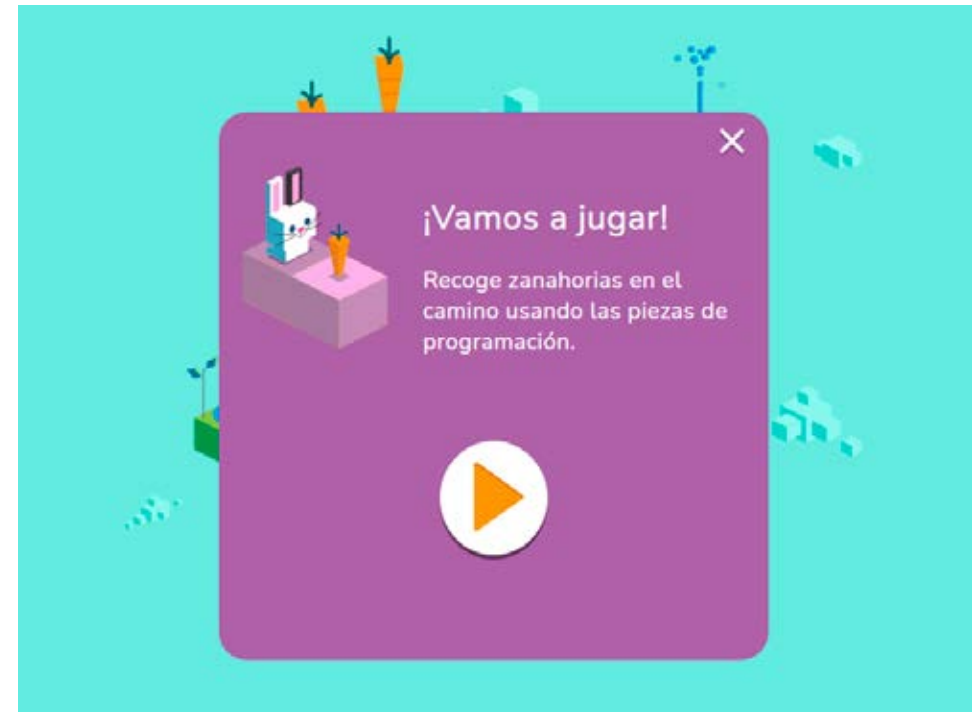 ¡Vamos a jugar!
Recoge zanahorias en el
camino usando las piezas de
programación.